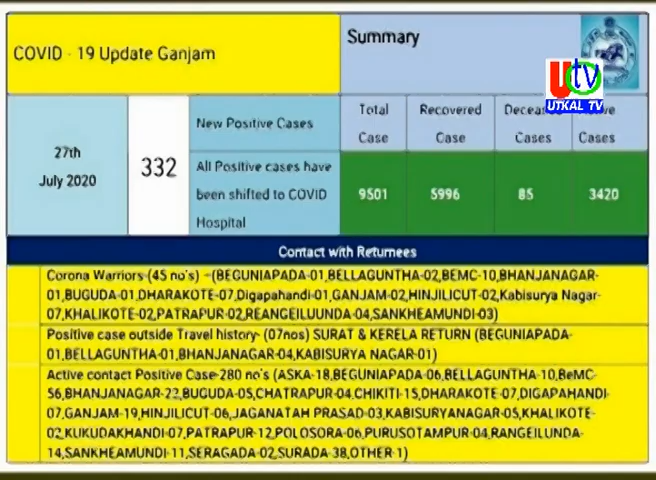 COVID - 19 Update Ganjam
Summary
UTV
UTKAL TV
27th
July 2020
332
New Positive Cases
All Positive cases have
been shifted to COVID
Hospital
Total
Case
Recovered
Case
Cases
Cases
9501
5996
85
3420
Contact with Returnees
Corona Warriors-(45 no's) -(BEGUNIAPADA-01,BELLAGUNTHA-02,BEMC-10,BHANJANAGAR-
01,BUGUDA-01,DHARAKOTE-07,Digapahandi-01,GANJAM-02,HINJILICUT-02,Kabisurya Nagar-
07,KHALIKOTE-02,PATRAPUR-02,REANGEILUUNDA-04,SANKHEAMUNDI-03)
Positive case outside Travel history-(07nos) SURAT & KERELA RETURN (BEGUNIAPADA
-01,BELLAGUNTHA-01,BHANJANAGAR-04,KABISURYA NAGAR-01)
Active contact Positive Case-280 no's (ASKA-18,BEGUNIAPADA-06,BELLAGUNTHA-10,BeMC-
56,BHANJANAGAR-22,BUGUDA-05,CHATRAPUR-04,CHIKITI-15,DHARAKOTE-07,DIGAPAHANDI
-07,GANJAM-19,HINJILICUT-06,JAGANATAH PRASAD-03,KABISURYANAGAR-05,KHALIKOTE-
02,KUKUDAKHANDI-07,PATRAPUR-12,POLOSORA-06,PURUSOTAMPUR-04,RANGEILUNDA-
14,SANKHEAMUNDI-11,SERAGADA-02,SURADA-38,OTHER-1)